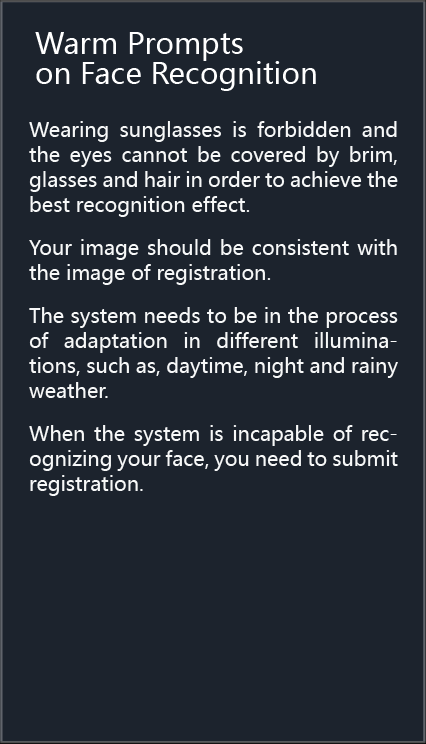 Warm Prompts
on Face Recognition
Wearing sunglasses is forbidden and
the eyes cannot be covered by brim,
glasses and hair in order to achieve the
best recognition effect.
Your image should be consistent with
the image of registration.
The system needs to be in the process
of adaptation in different illumina-
tions, such as, daytime, night and rainy
weather.
When the system is incapable of rec-
ognizing your face, you need to submit
registration.